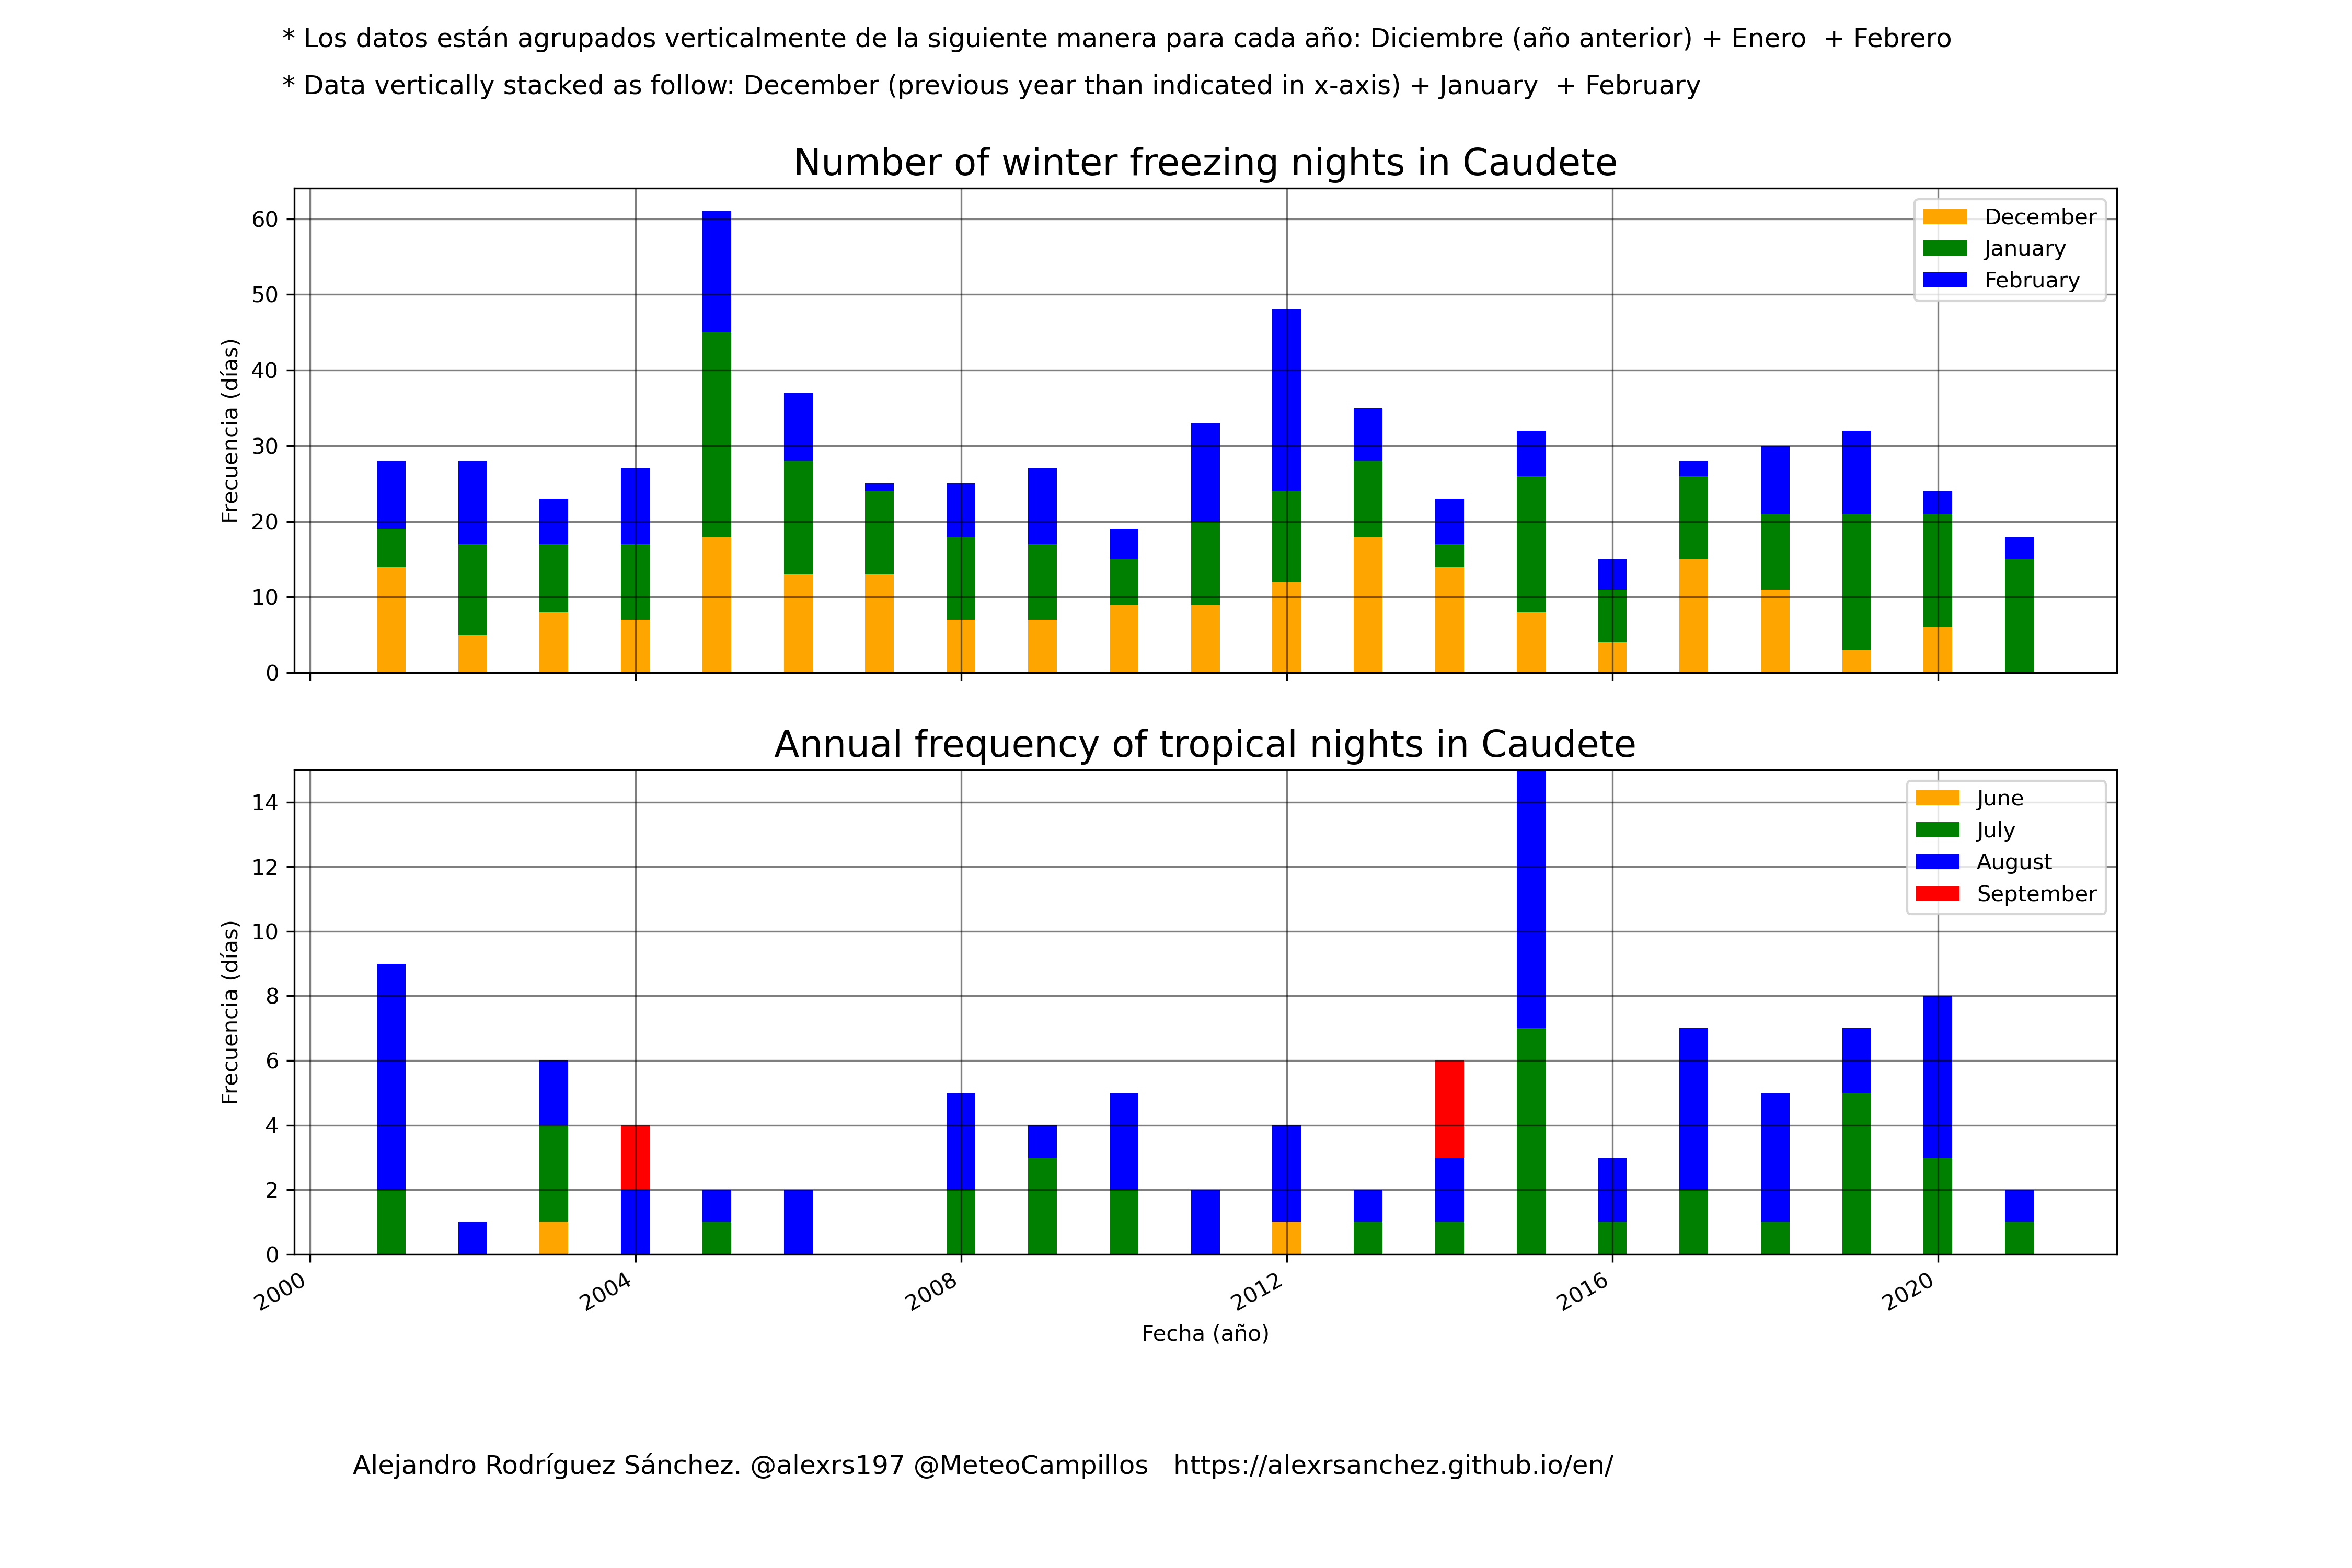 * Los datos están agrupados verticalmente de la siguiente manera para cada año: Diciembre (año anterior) + Enero  + Febrero
* Data vertically stacked as follow: December (previous year than indicated in x-axis) + January  + February
Number of winter freezing nights in Caudete
60
50
40
30
20
10
0
Frecuencia (días)
December
January
February
Annual frequency of tropical nights in Caudete
14
12
10
8
6
4
2
0
Frecuencia (días)
June
July
August
September
2000 2004 2008 2012 2016 2020
Fecha (año)
Alejandro Rodríguez Sánchez. @alexrs197 @MeteoCampillos   https://alexrsanchez.github.io/en/